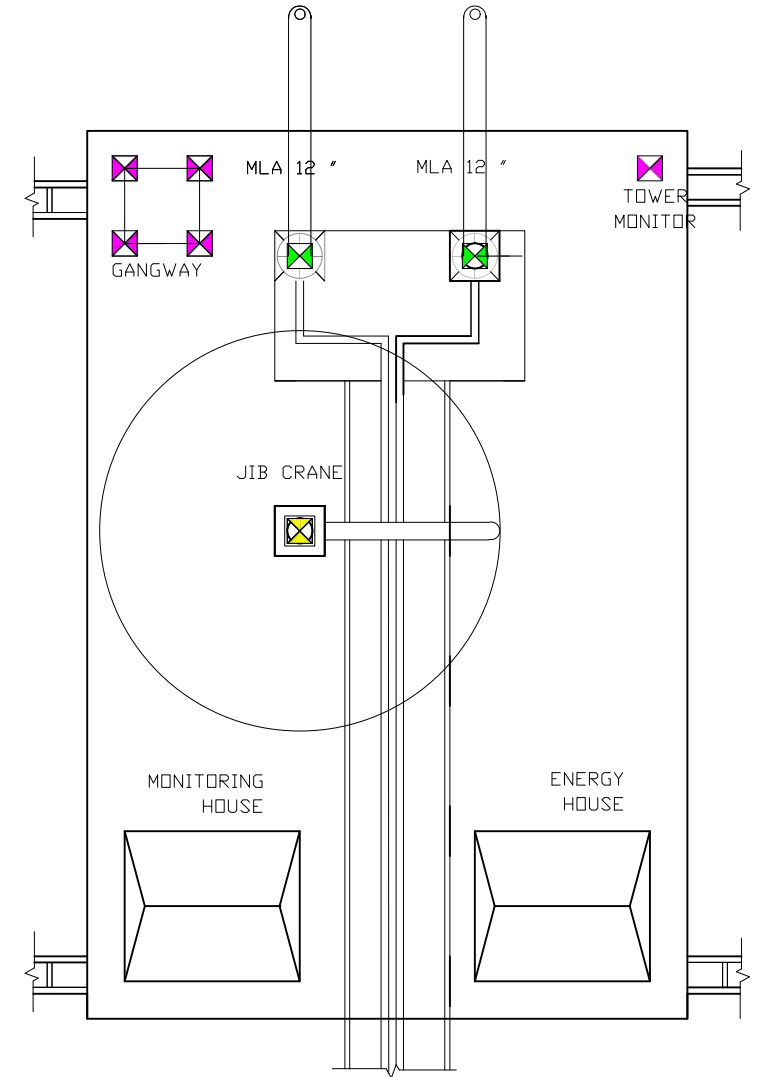 MLA 12 "
MLA 12 "
TOWER
MONITOR
GANGWAY
JIB CRANE
MONITORING
HOUSE
ENERGY
HOUSE